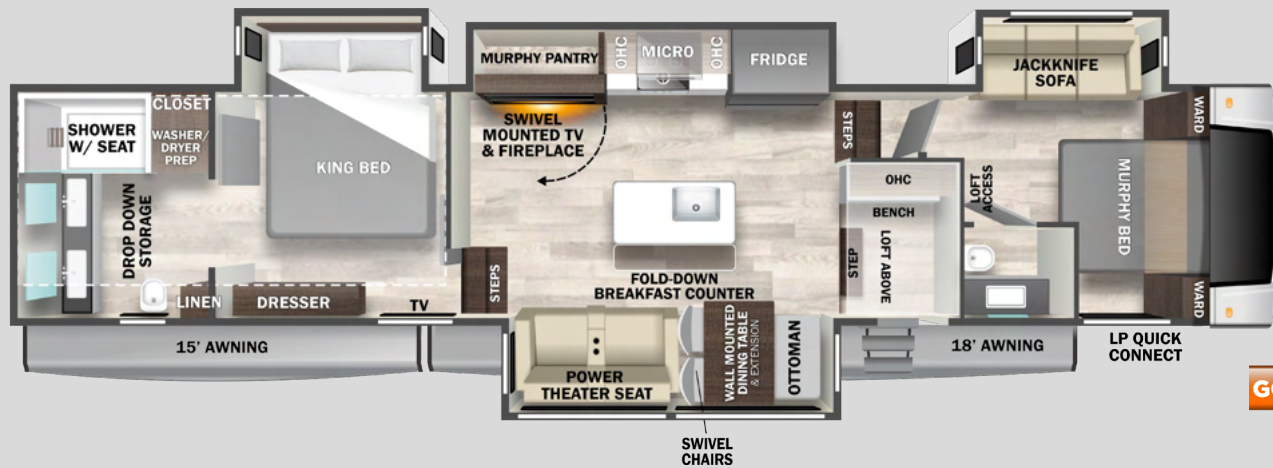 CLOSET
SHOWER
W/ SEAT
WASHER/
DRYER
PREP
DROP DOWN
STORAGE
LINEN
KING BED
DRESSER
TV
15' AWNING
MURPHY PANTRY
OHC
MICRO
OHC
FRIDGE
SWIVEL
MOUNTED TV
& FIREPLACE
STEPS
FOLD-DOWN
BREAKFAST COUNTER
POWER
THEATER SEAT
WALL MOUNTED
DINING TABLE
& EXTENSION
OTTOMAN
SWIVEL
CHAIRS
STEPS
OHC
BENCH
STEP
LOFT ABOVE
LOFT
ACCESS
JACKKNIFE
SOFA
WARD
MURPHY BED
WARD
18' AWNING
LP QUICK
CONNECT